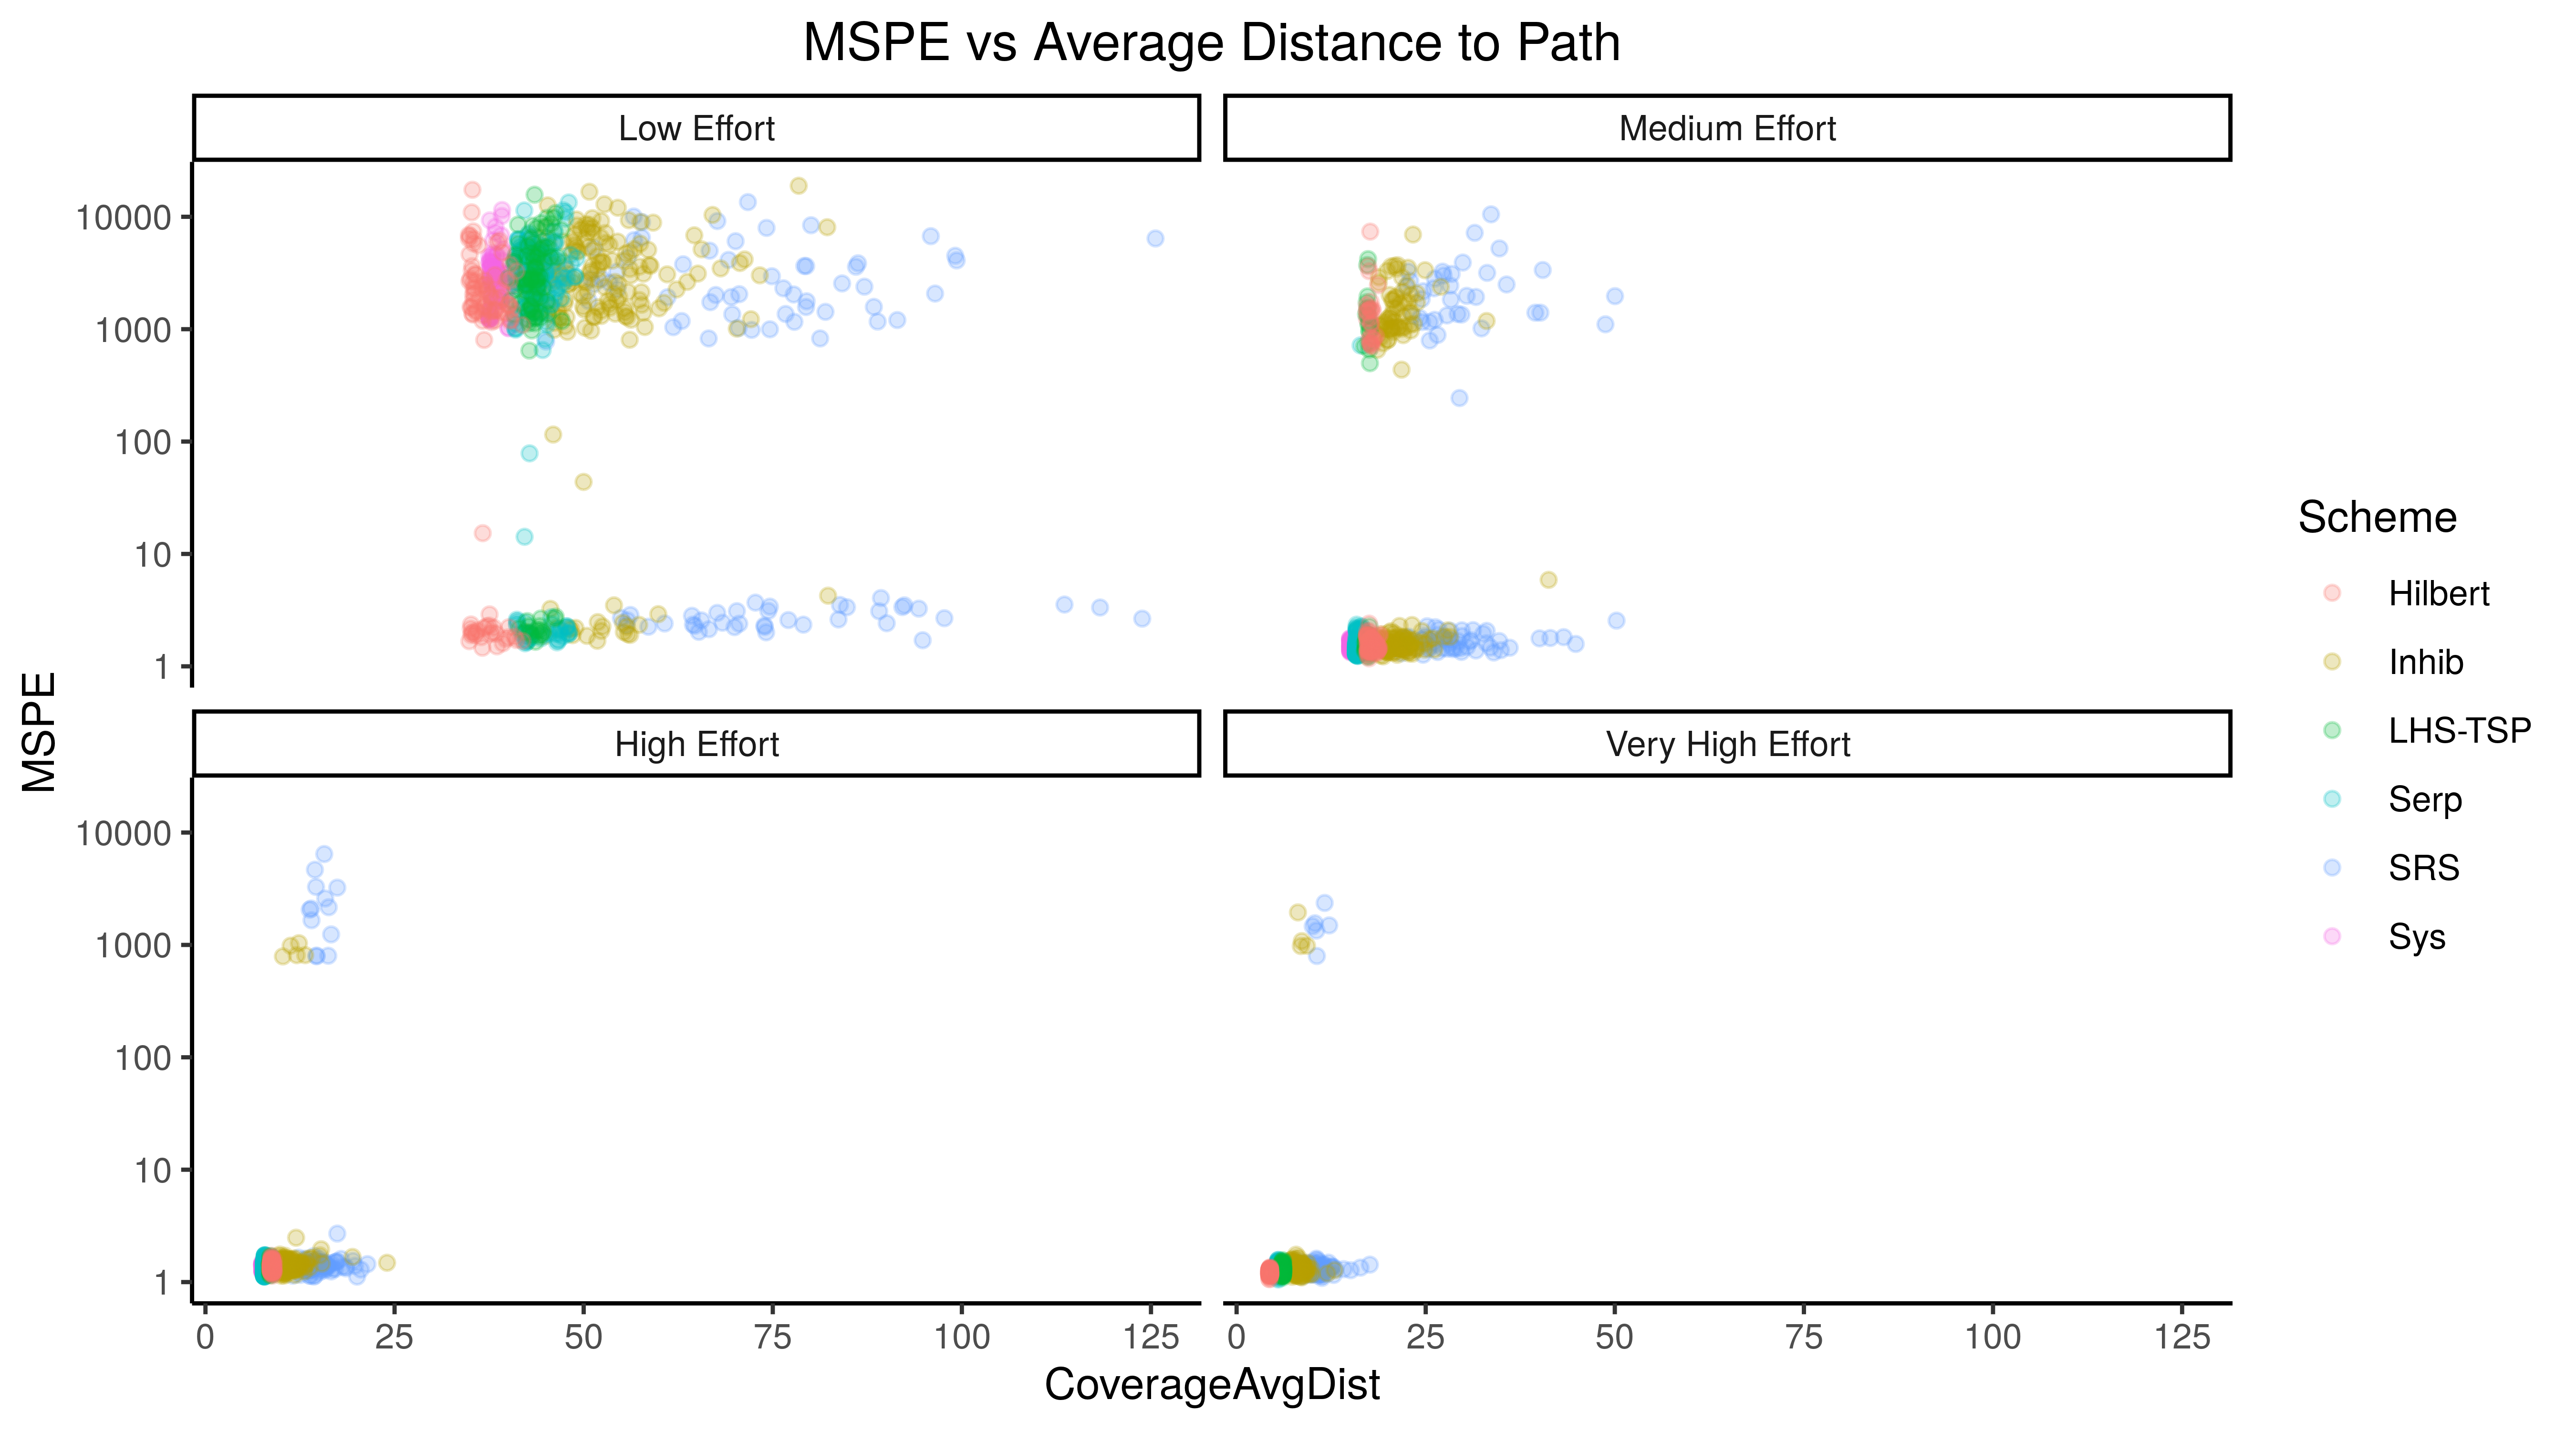 MSPE vs Average Distance to Path
Low Effort
Medium Effort
10000
1000
100
10
1
High Effort
Very High Effort
10000
1000
100
10
1
0 25 50 75 100 125
0 25 50 75 100 125
CoverageAvgDist
MSPE
Scheme
Hilbert
Inhib
LHS-TSP
Serp
SRS
Sys